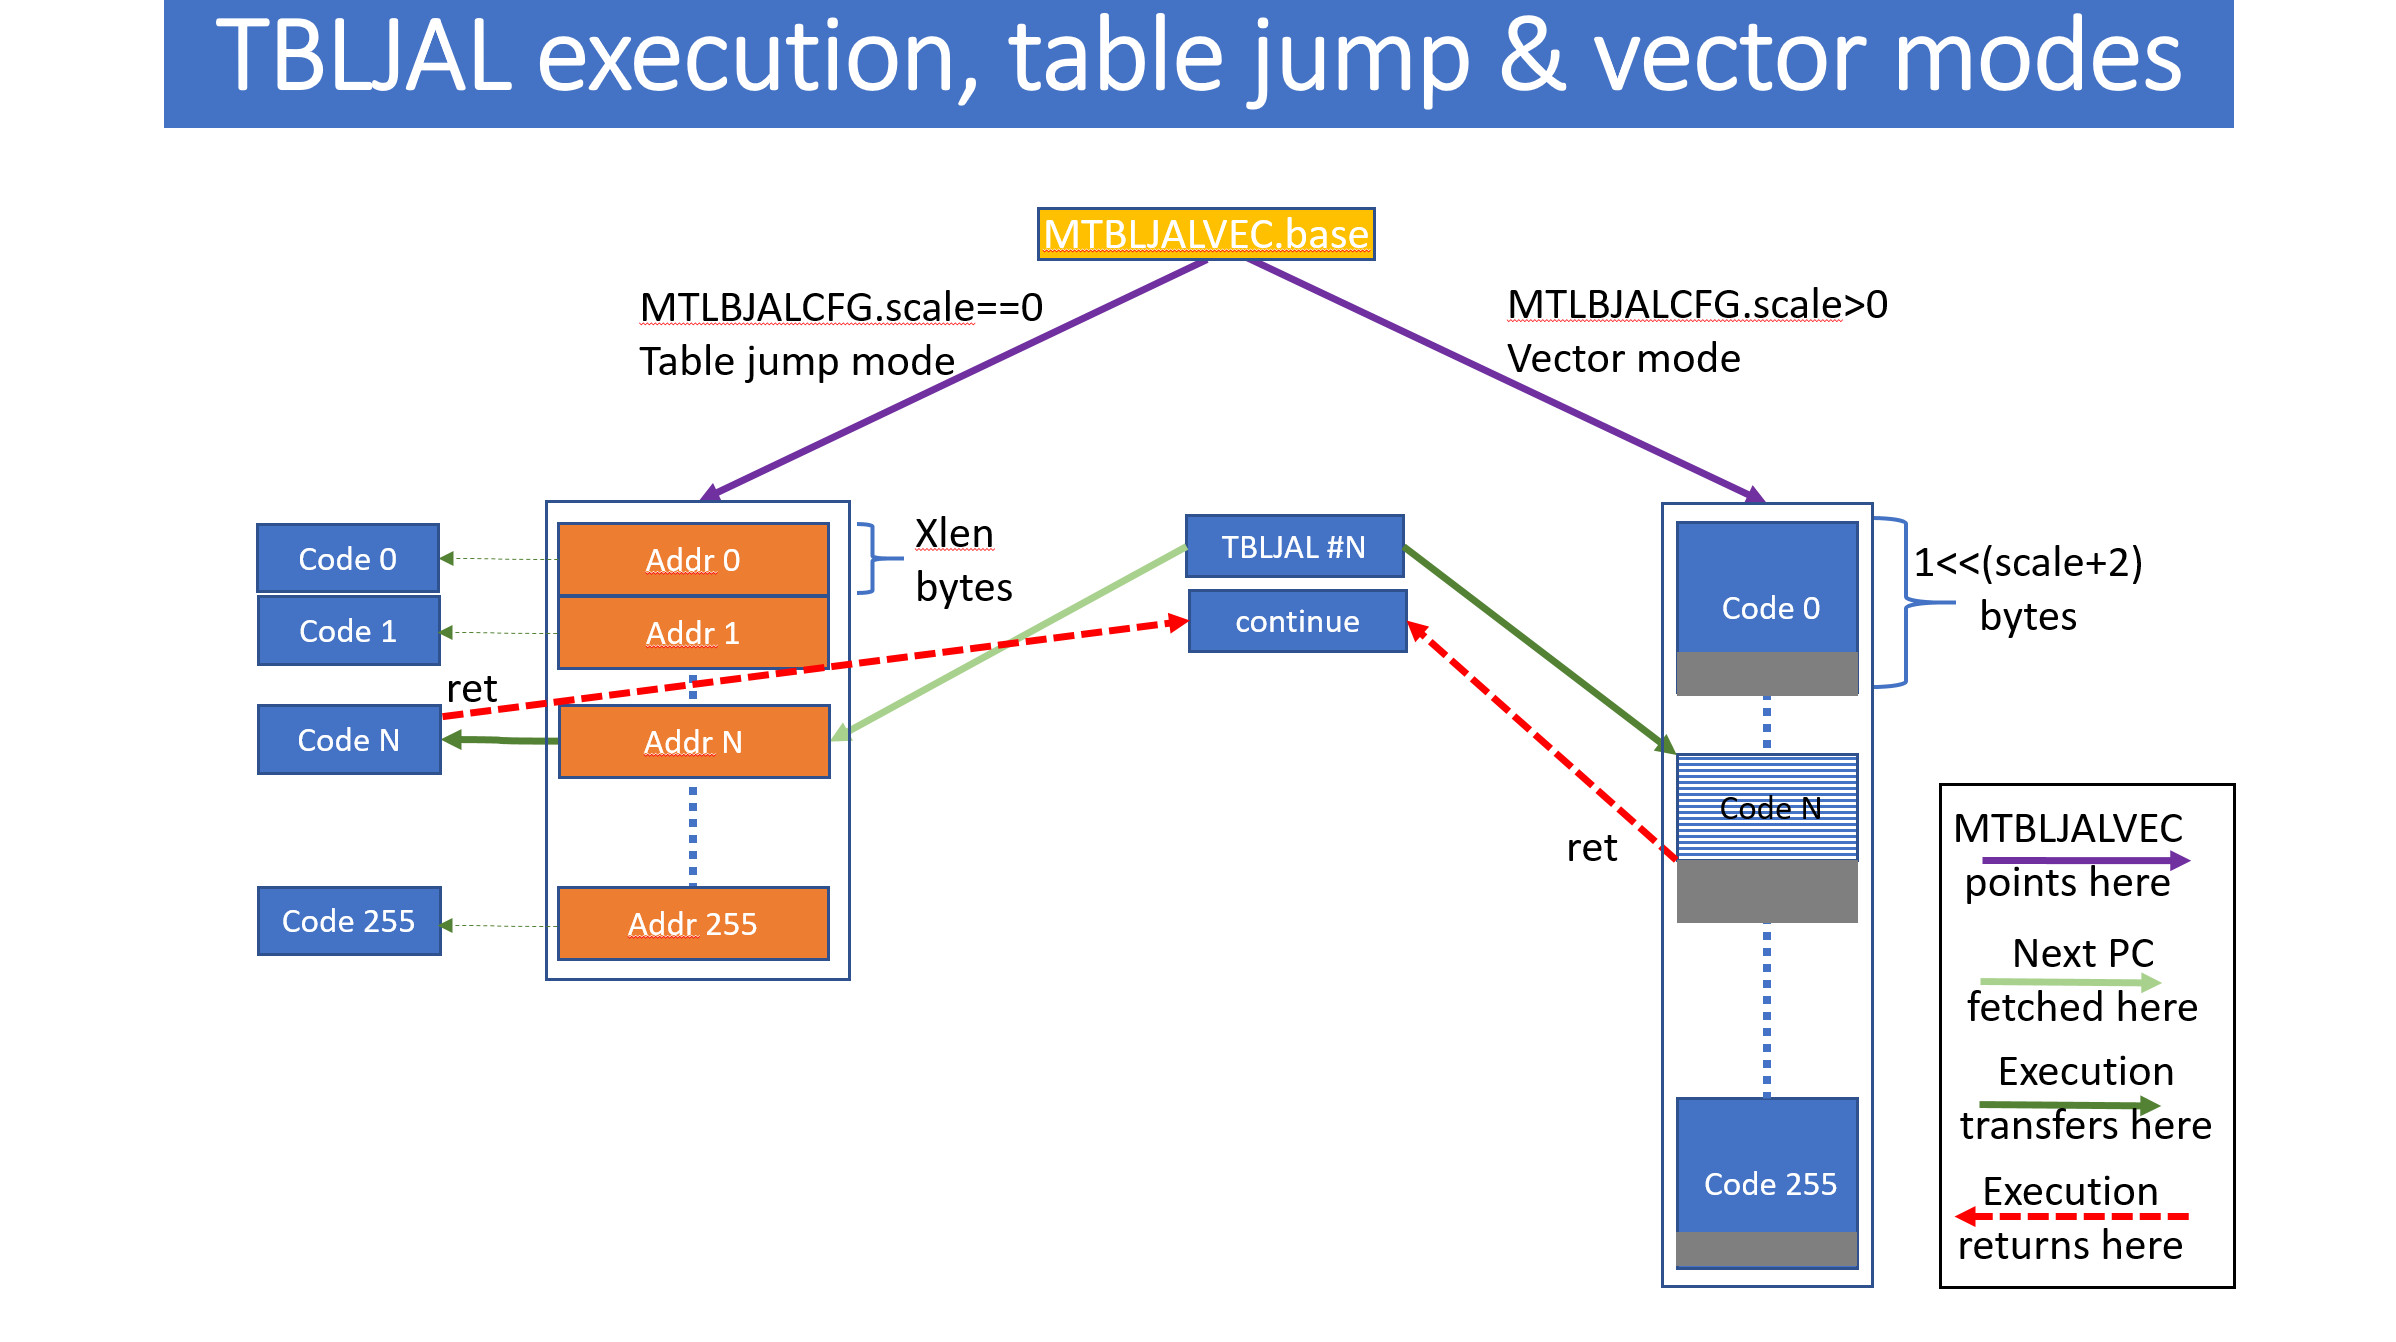 TBLJAL execution, table jump & vector modes
MTBLJALVEC.base
MTLBJALCFG.scale==0
Table jump mode
MTLBJALCFG.scale>0
Vector mode
Code 0
Code 1
ret
Code N
Code 255
Addr 0
Addr 1
Addr N
Addr 255
Xlen
bytes
TBLJAL #N
continue
ret
Code 0
Code N
Code 255
1<<(scale+2)
bytes
MTBLJALVEC
points here
Next PC
fetched here
Execution
transfers here
Execution
returns here